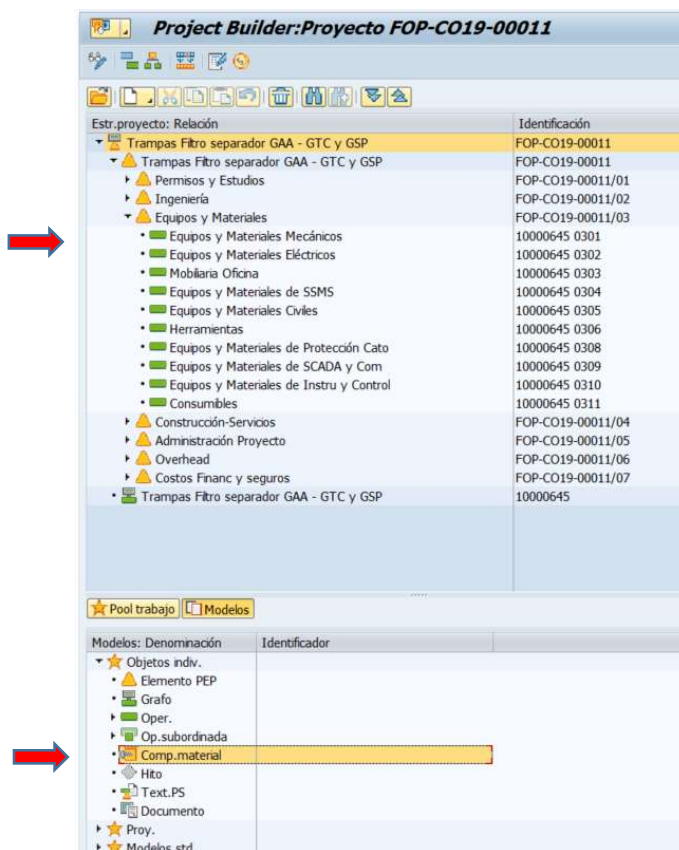 Project Builder:Proyecto FOP-CO19-00011
Estr.proyecto: Relación Identificación
Trampas Filtro separador GAA - GTC y GSP FOP-CO19-00011
Trampas Filtro separador GAA - GTC y GSP FOP-CO19-00011
Permisos y Estudios FOP-CO19-00011/01
Ingeniería FOP-CO19-00011/02
Equipos y Materiales FOP-CO19-00011/03
Equipos y Materiales Mecánicos 10000645 0301
Equipos y Materiales Eléctricos 10000645 0302
Mobiliaria Oficina 10000645 0303
Equipos y Materiales de SSMS 10000645 0304
Equipos y Materiales Civiles 10000645 0305
Herramientas 10000645 0306
Equipos y Materiales de Protección Cato 10000645 0308
Equipos y Materiales de SCADA y Com 10000645 0309
Equipos y Materiales de Instru y Control 10000645 0310
Consumibles 10000645 0311
Construcción-Servicios FOP-CO19-00011/04
Administración Proyecto FOP-CO19-00011/05
Overhead FOP-CO19-00011/06
Costos Financ y seguros FOP-CO19-00011/07
Trampas Filtro separador GAA - GTC y GSP 10000645
Pool trabajo Modelos
Modelos: Denominación Identificador
Objetos indiv.
Elemento PEP
Grafo
Oper.
Op.subordinada
Comp.material
Hito
Text.PS
Documento
Proy.
Modelos std.